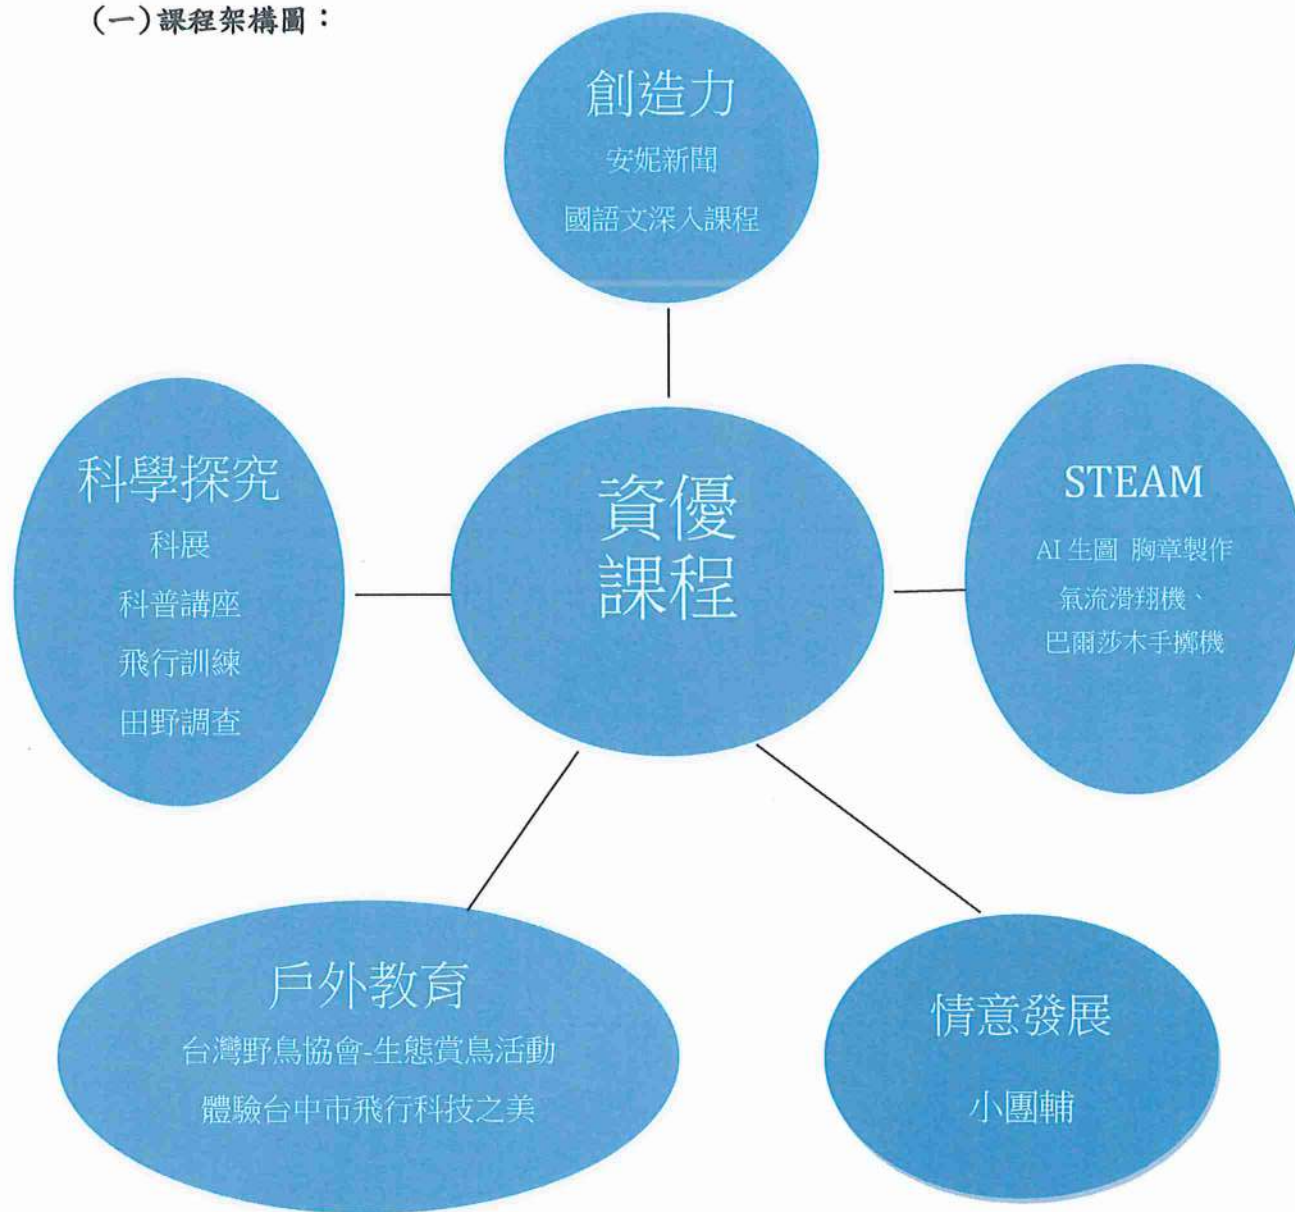 (一)課程架構圖：
創造力
安妮新聞
國語文深入課程
科學探究
科展
科普講座
飛行訓練
田野調查
資優
課程
STEAM
AI 生圖 胸章製作
氣流滑翔機、
巴爾莎木手擲機
戶外教育
台灣野鳥協會-生態賞鳥活動
體驗台中市飛行科技之美
情意發展
小團輔